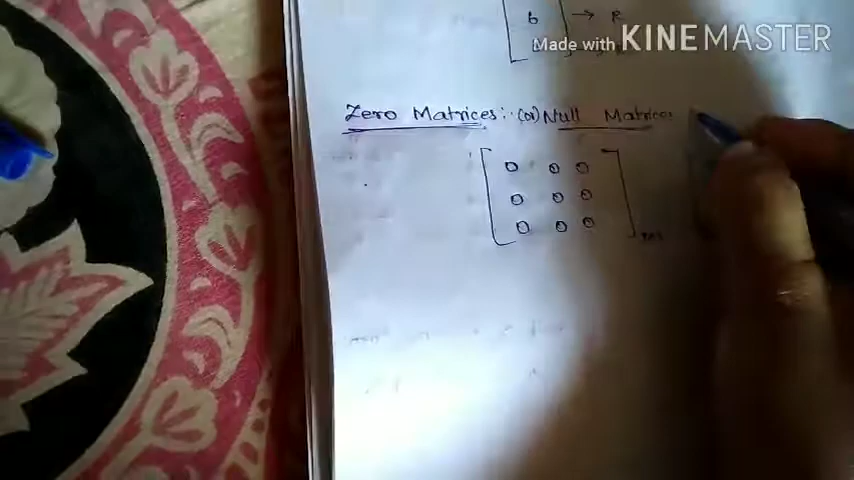 b → R
Made with KINEMASTER
Zero Matrices:- (or) Null Matrices
0 0 0
0 0 0
0 0 0